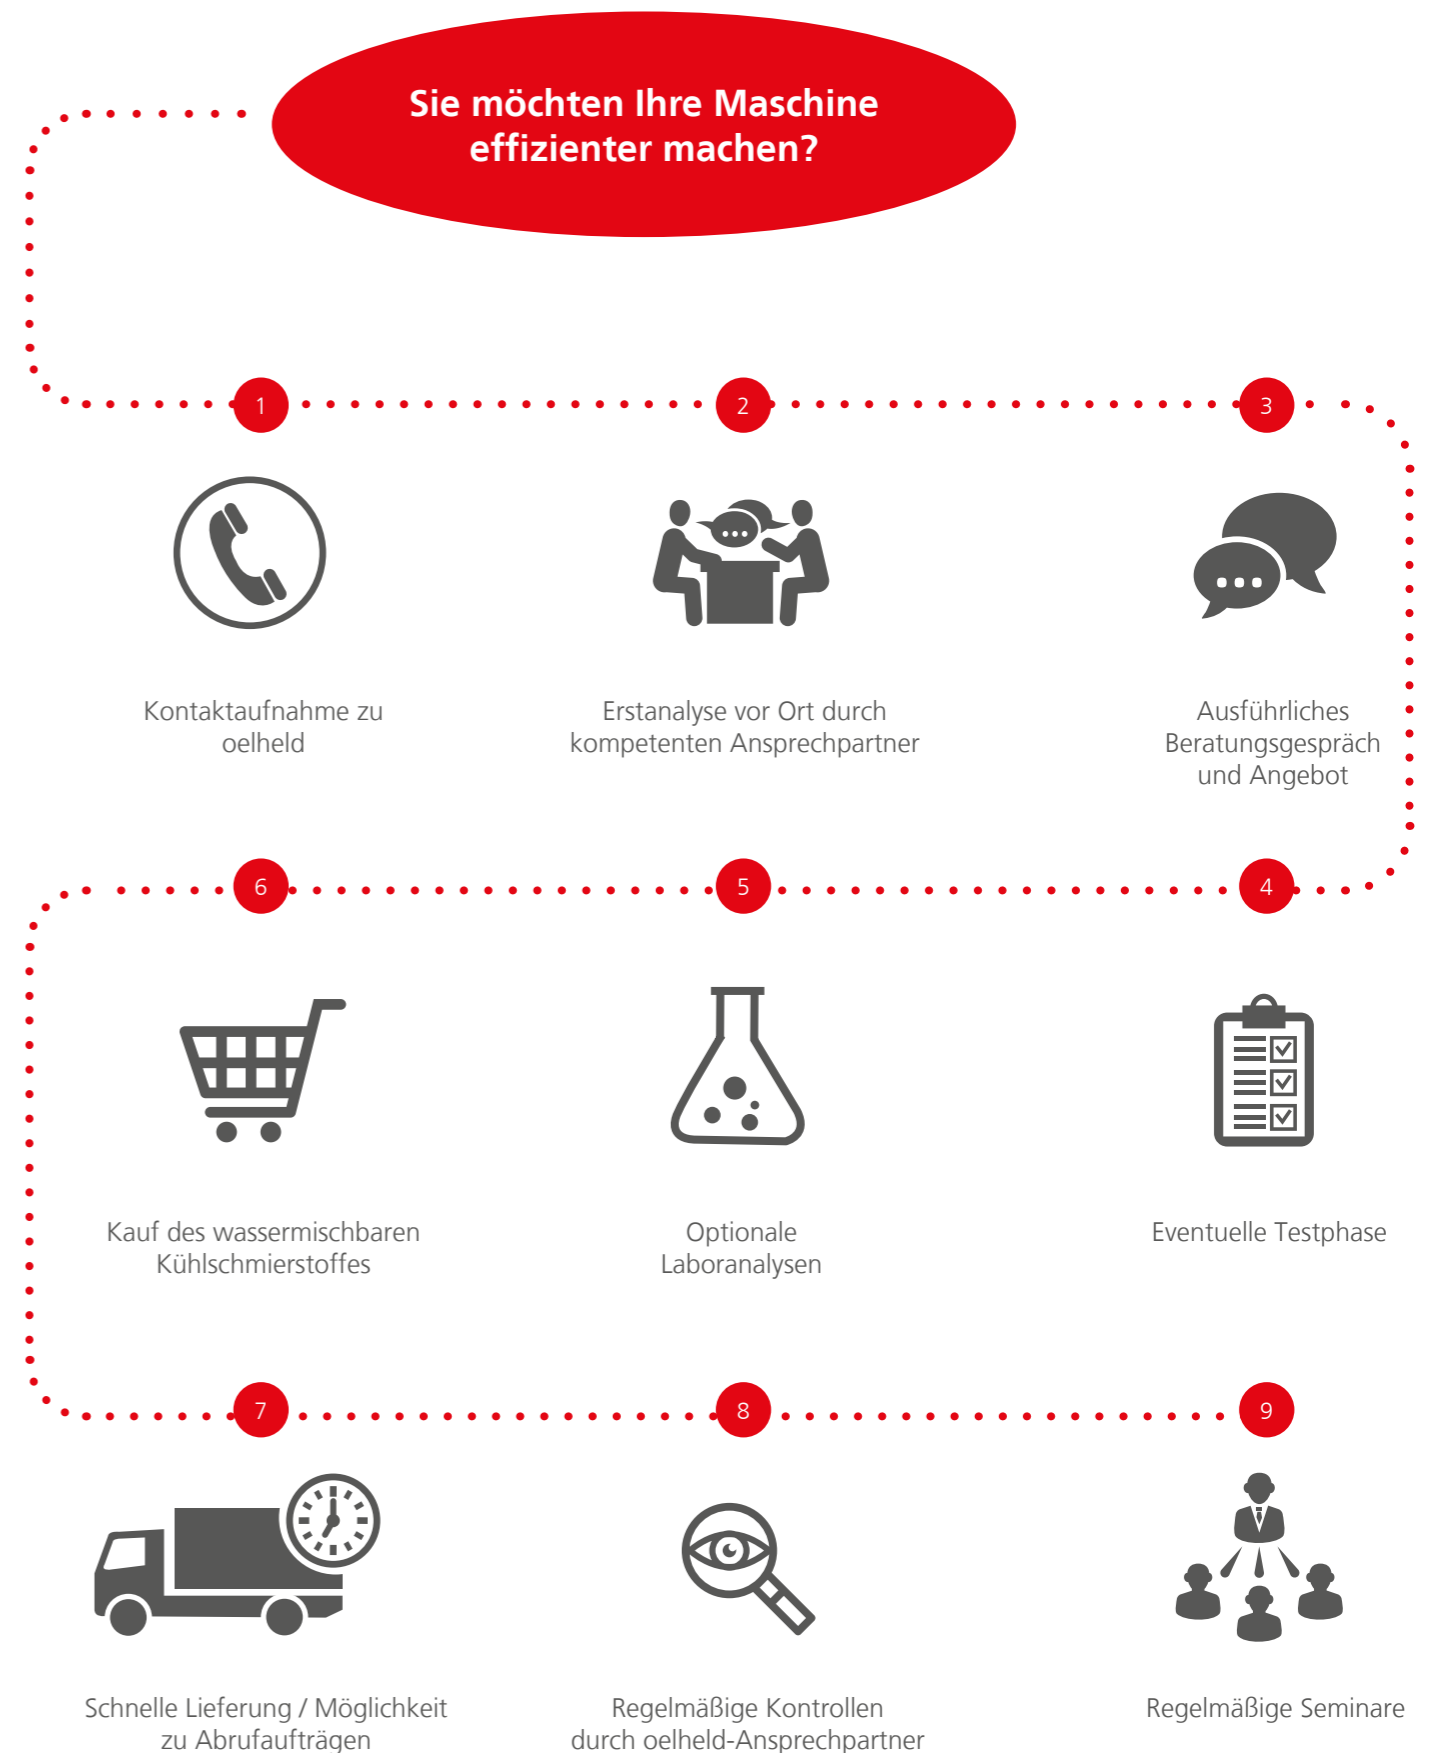 Sie möchten Ihre Maschine
effizienter machen?
1
2
3
Kontaktaufnahme zu
oelheld
Erstanalyse vor Ort durch
kompetenten Ansprechpartner
Ausführliches
Beratungsgespräch
und Angebot
6
5
4
Kauf des wassermischbaren
Kühlschmierstoffes
Optionale
Laboranalysen
Eventuelle Testphase
7
8
9
Schnelle Lieferung / Möglichkeit
zu Abrufaufträgen
Regelmäßige Kontrollen
durch oelheld-Ansprechpartner
Regelmäßige Seminare